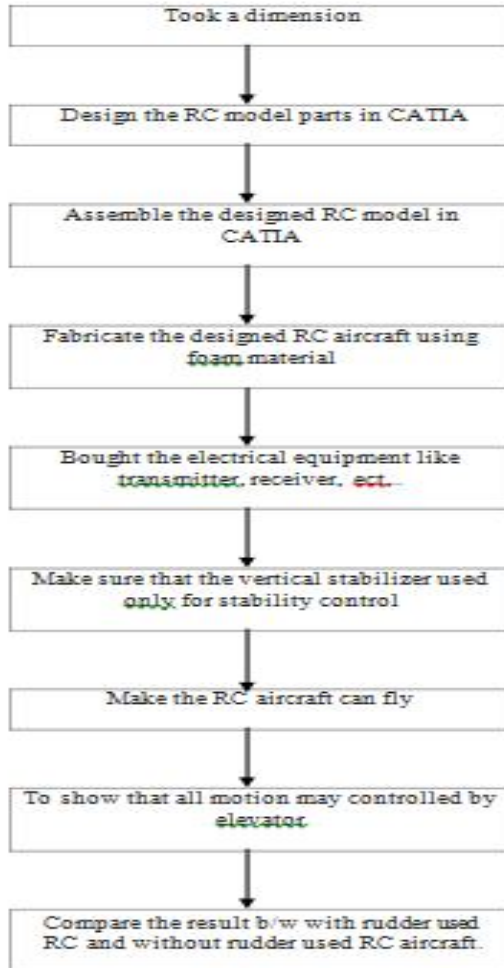 Took a dimension
Design the RC model parts in CATIA
Assemble the designed RC model in
CATIA
Fabricate the designed RC aircraft using
foam material
Bought the electrical equipment like
transmitter, receiver, ect.
Make sure that the vertical stabilizer used
only for stability control
Make the RC aircraft can fly
To show that all motion may controlled by
elevator
Compare the result b/w with rudder used
RC and without rudder used RC aircraft.